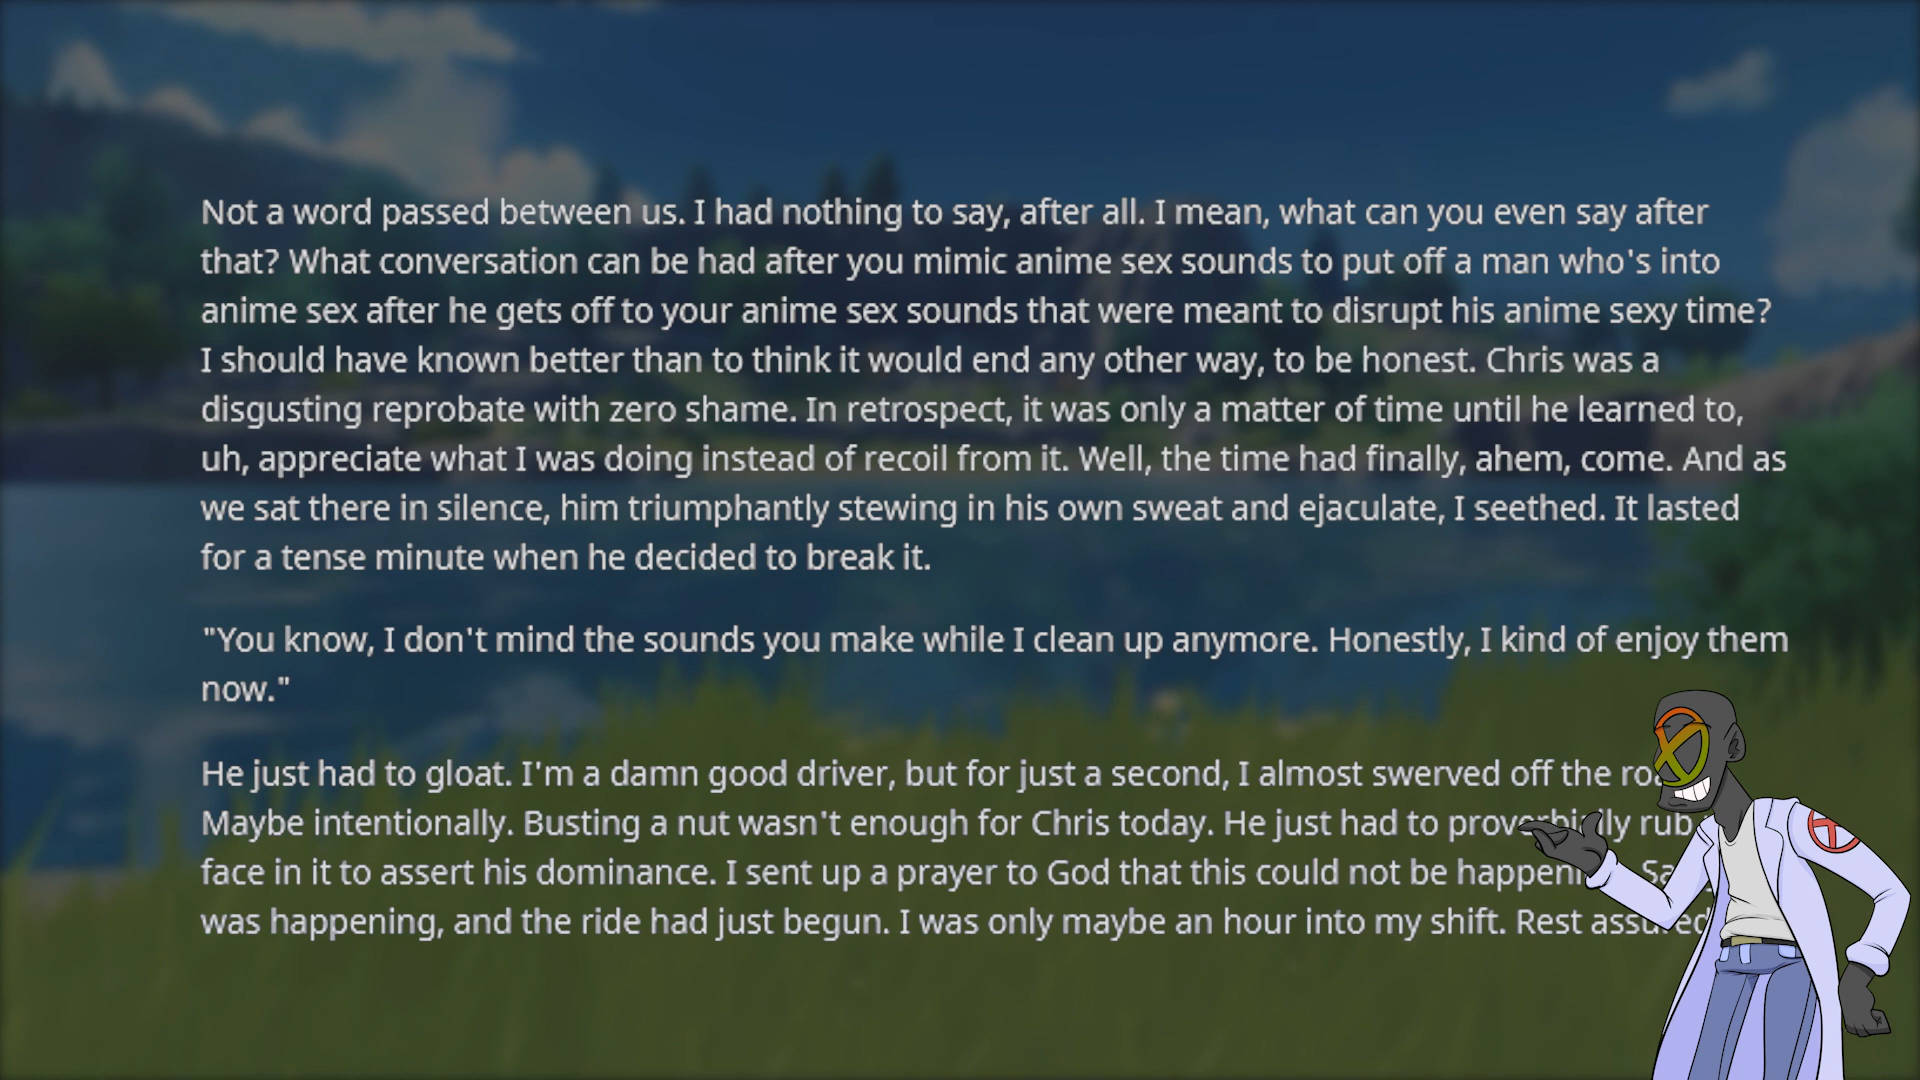 Not a word passed between us. I had nothing to say, after all. I mean, what can you even say after
that? What conversation can be had after you mimic anime sex sounds to put off a man who's into
anime sex after he gets off to your anime sex sounds that were meant to disrupt his anime sexy time?
I should have known better than to think it would end any other way, to be honest. Chris was a
disgusting reprobate with zero shame. In retrospect, it was only a matter of time until he learned to,
uh, appreciate what I was doing instead of recoil from it. Well, the time had finally, ahem, come. And as
we sat there in silence, him triumphantly stewing in his own sweat and ejaculate, I seethed. It lasted
for a tense minute when he decided to break it.
"You know, I don't mind the sounds you make while I clean up anymore. Honestly, I kind of enjoy them
now."
He just had to gloat. I'm a damn good driver, but for just a second, I almost swerved off the
Maybe intentionally. Busting a nut wasn't enough for Chris today. He just had to proverbially rub
face in it to assert his dominance. I sent up a prayer to God that this could not be
was happening, and the ride had just begun. I was only maybe an hour into my shift. Rest assured